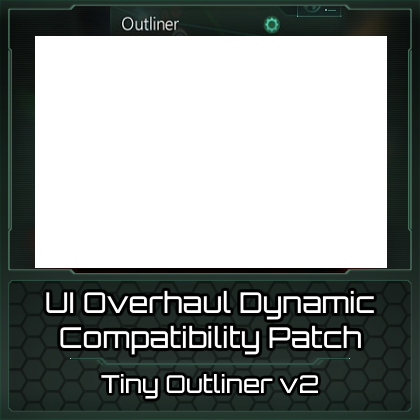 Outliner
UI Overhaul Dynamic
Compatibility Patch
Tiny Outliner v2